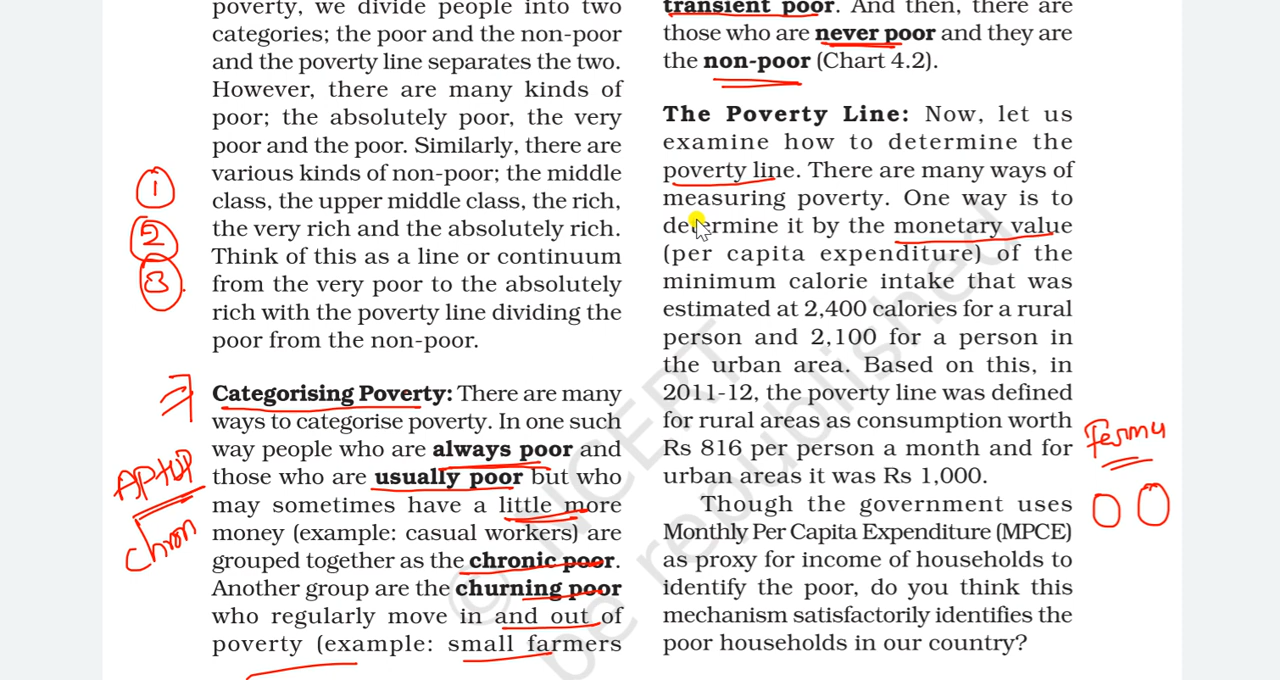 poverty, we divide people into two
categories; the poor and the non-poor
and the poverty line separates the two.
However, there are many kinds of
poor; the absolutely poor, the very
poor and the poor. Similarly, there are
various kinds of non-poor; the middle
class, the upper middle class, the rich,
the very rich and the absolutely rich.
Think of this as a line or continuum
from the very poor to the absolutely
rich with the poverty line dividing the
poor from the non-poor.
1
2
3
Categorising Poverty: There are many
ways to categorise poverty. In one such
way people who are always poor and
those who are usually poor but who
may sometimes have a little more
money (example: casual workers) are
grouped together as the chronic poor.
Another group are the churning poor
who regularly move in and out of
poverty (example: small farmers
AP+UP
chron
transient poor. And then, there are
those who are never poor and they are
the non-poor (Chart 4.2).
The Poverty Line: Now, let us
examine how to determine the
poverty line. There are many ways of
measuring poverty. One way is to
determine it by the monetary value
(per capita expenditure) of the
minimum calorie intake that was
estimated at 2,400 calories for a rural
person and 2,100 for a person in
the urban area. Based on this, in
2011-12, the poverty line was defined
for rural areas as consumption worth
Rs 816 per person a month and for
urban areas it was Rs 1,000.
Though the government uses
Monthly Per Capita Expenditure (MPCE)
as proxy for income of households to
identify the poor, do you think this
mechanism satisfactorily identifies the
poor households in our country?
© NCERT
be republished